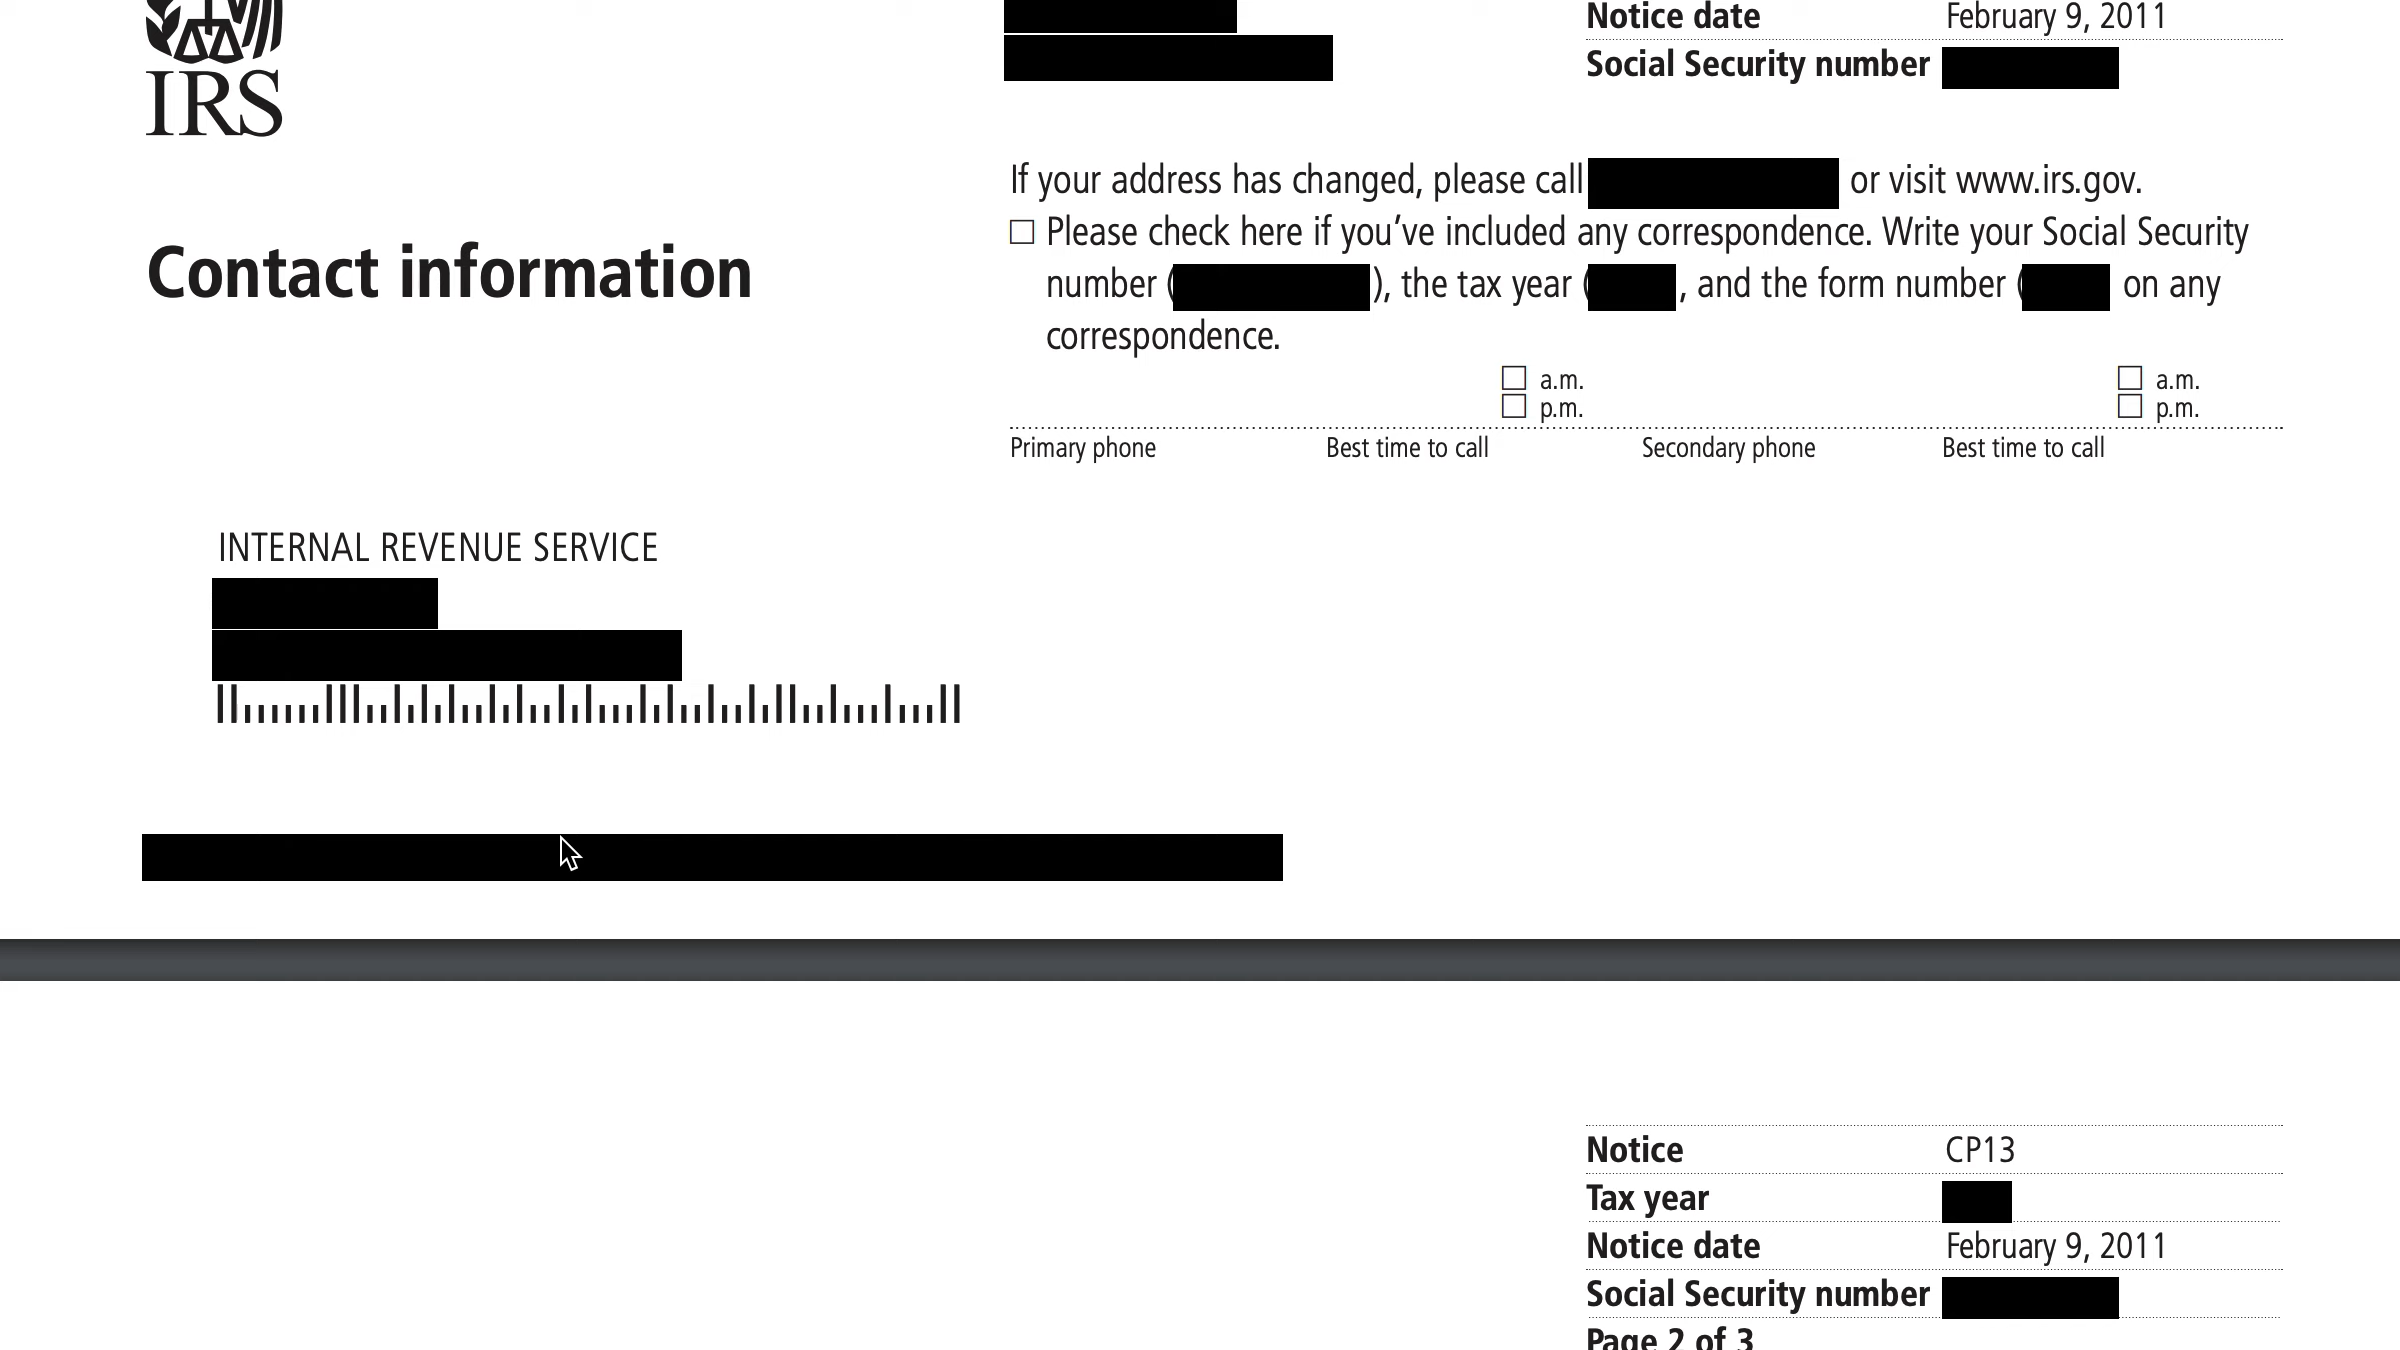 IRS
Notice date February 9, 2011
Social Security number
If your address has changed, please call or visit www.irs.gov.
Please check here if you’ve included any correspondence. Write your Social Security
number ( ), the tax year ( , and the form number ( on any
correspondence.
a.m. a.m.
p.m. p.m.
Primary phone Best time to call Secondary phone Best time to call
Contact information
INTERNAL REVENUE SERVICE
Notice CP13
Tax year
Notice date February 9, 2011
Social Security number
Page 2 of 3